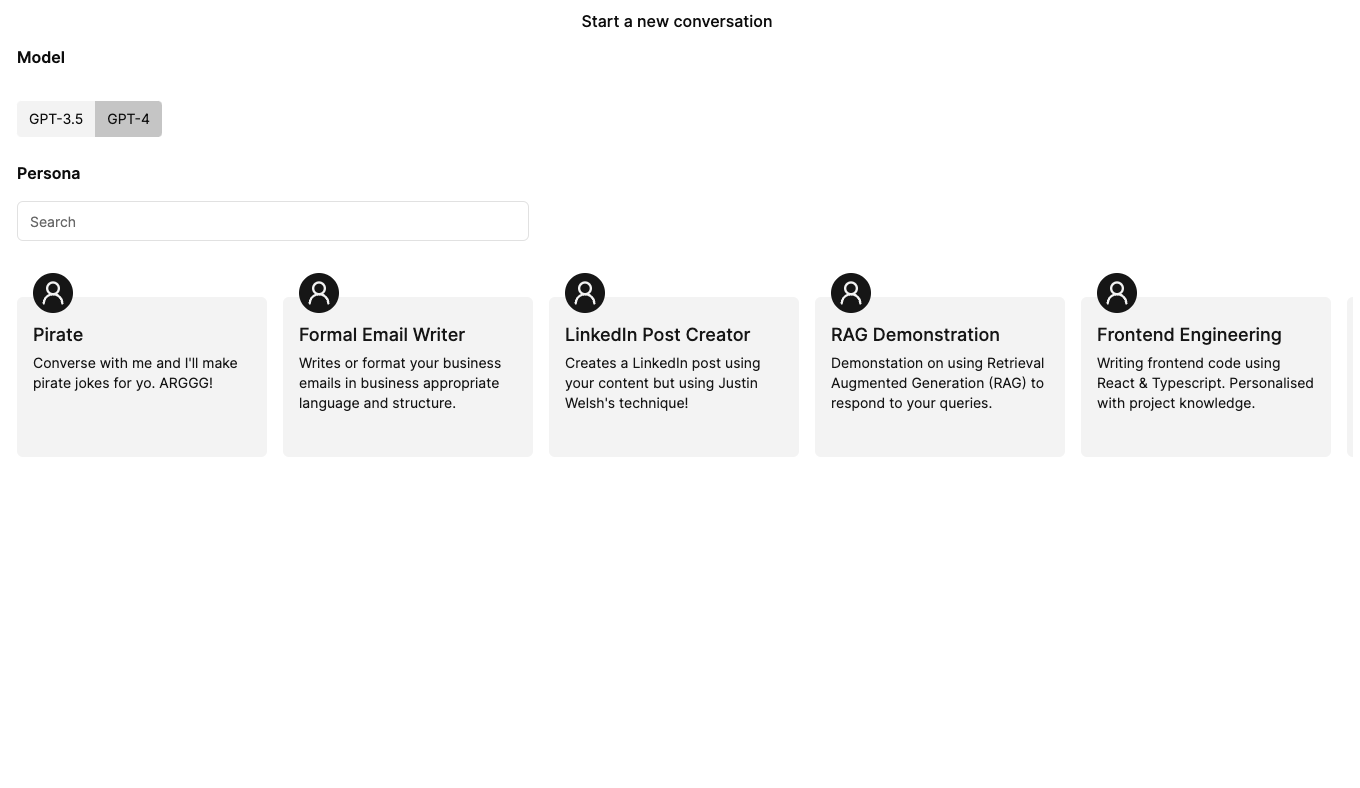 Start a new conversation
Model
GPT-3.5
GPT-4
Persona
Search
Pirate
Converse with me and I'll make
pirate jokes for yo. ARGGG!
Formal Email Writer
Writes or format your business
emails in business appropriate
language and structure.
LinkedIn Post Creator
Creates a LinkedIn post using
your content but using Justin
Welsh's technique!
RAG Demonstration
Demonstation on using Retrieval
Augmented Generation (RAG) to
respond to your queries.
Frontend Engineering
Writing frontend code using
React & Typescript. Personalised
with project knowledge.